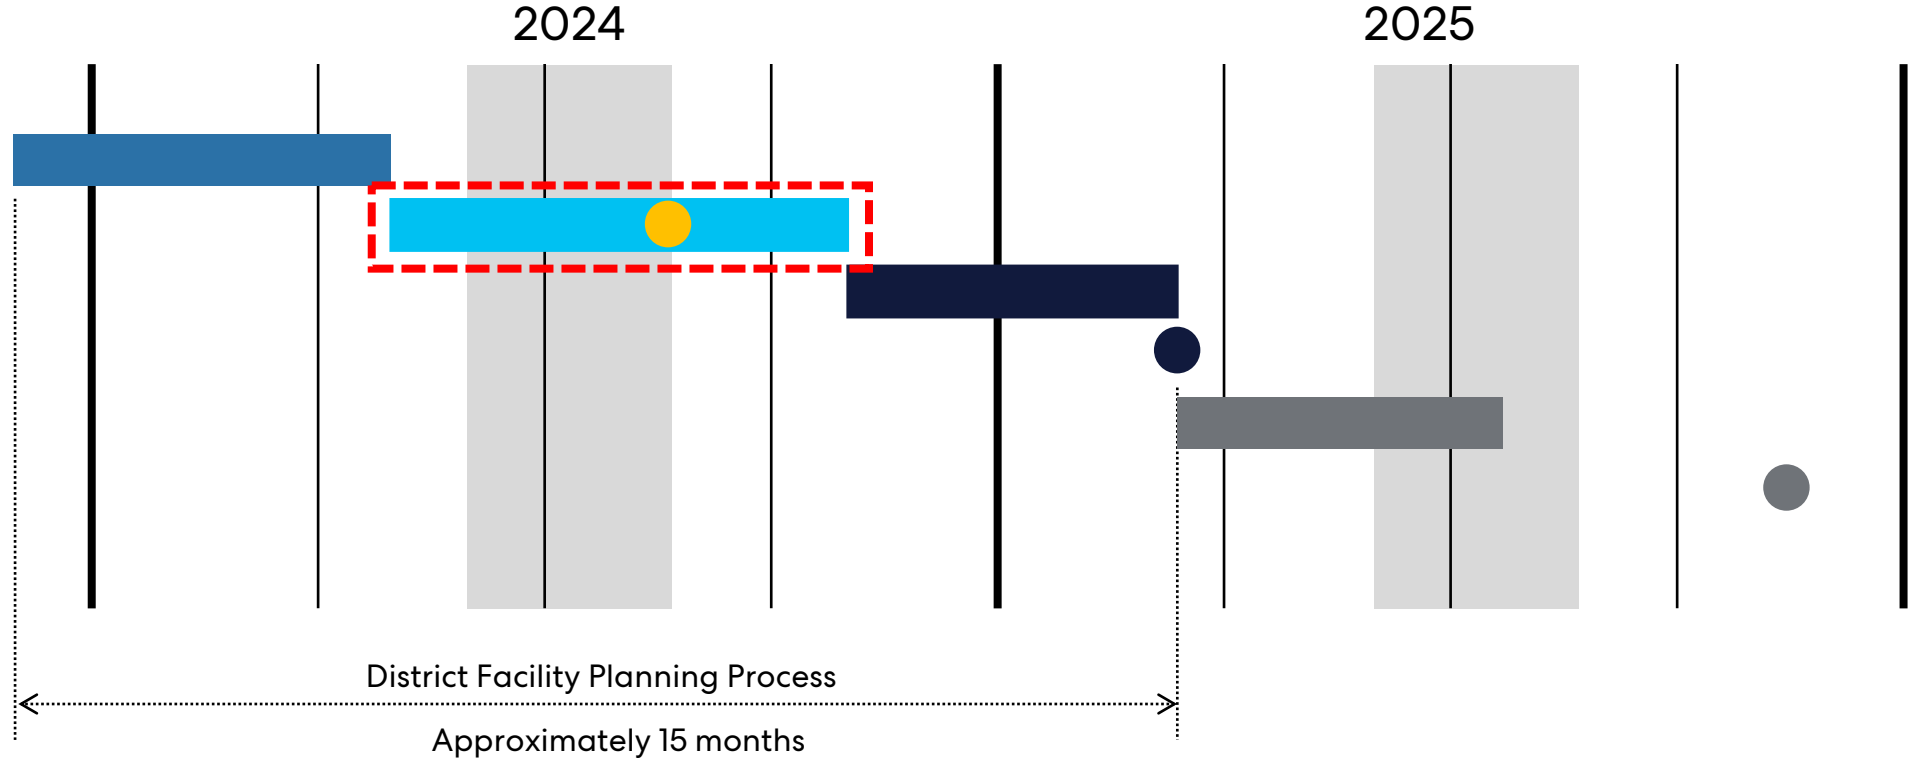 2024
2025
District Facility Planning Process
Approximately 15 months